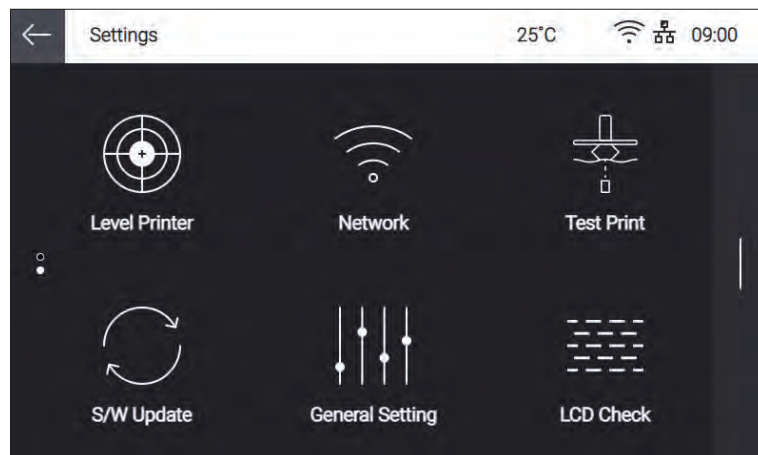 Settings 25°C 09:00
Level Printer Network Test Print
S/W Update General Setting LCD Check